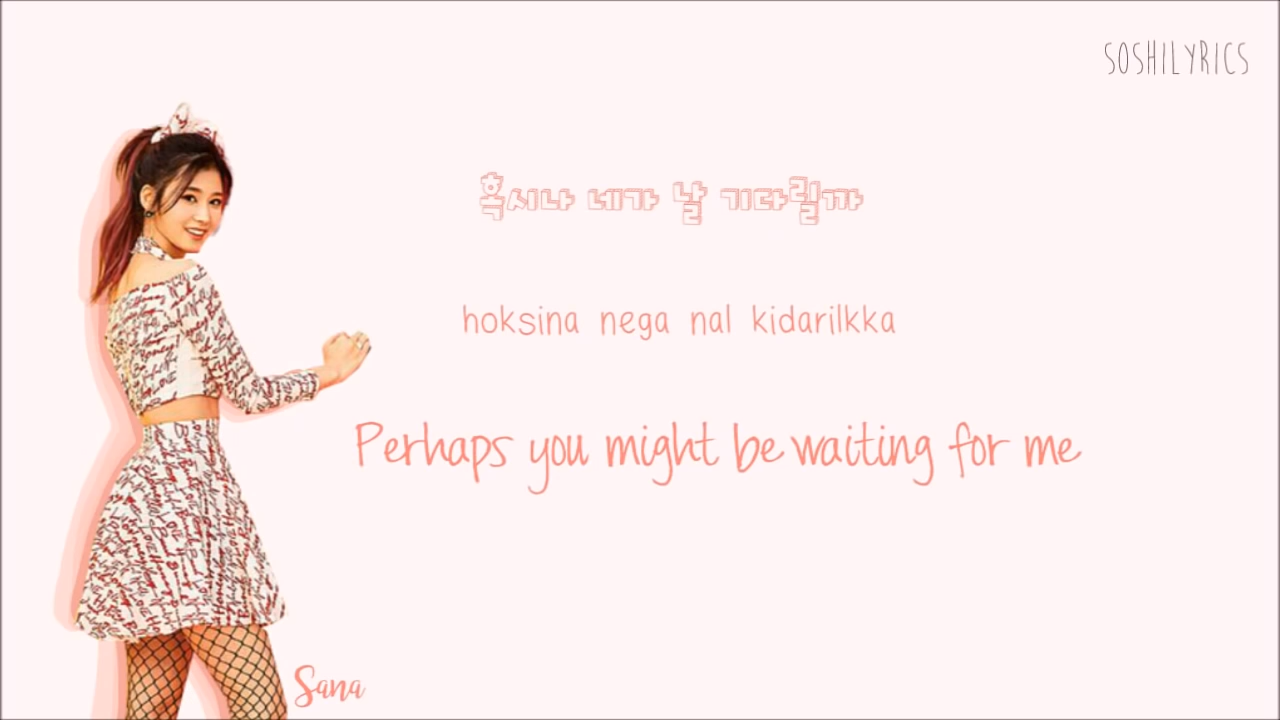 SOSHILYRICS
혹시나 네가 날 기다릴까
hoksina nega nal kidarilkka
Perhaps you might be waiting for me
Sana